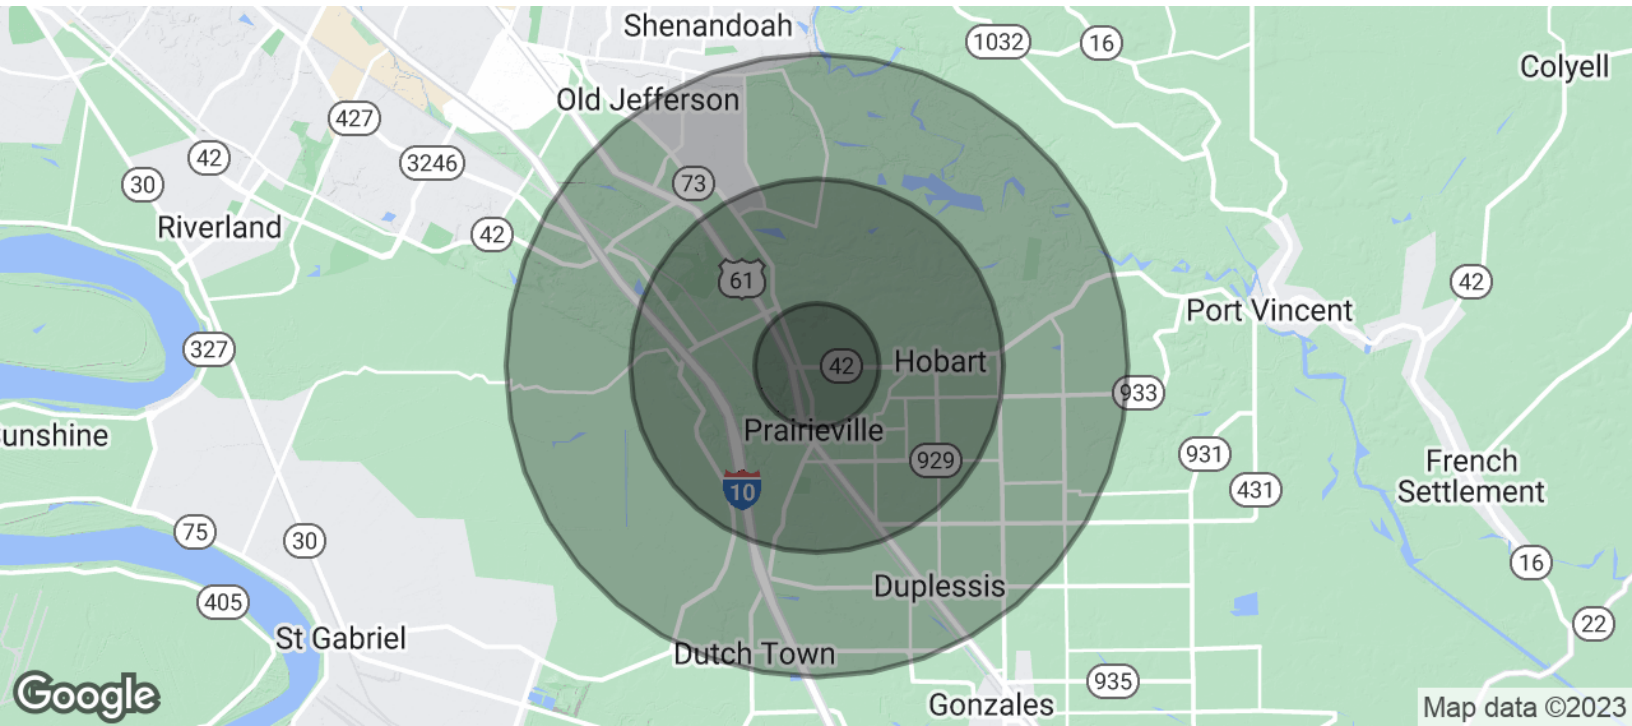 Shenandoah
1032
16
Colyell
Old Jefferson
427
42
3246
30
73
Riverland
42
61
42
Port Vincent
327
42
Hobart
933
Prairieville
unshine
929
931
French
Settlement
431
10
75
30
16
405
Duplessis
22
St Gabriel
Dutch Town
935
Google
Gonzales
Map data ©2023